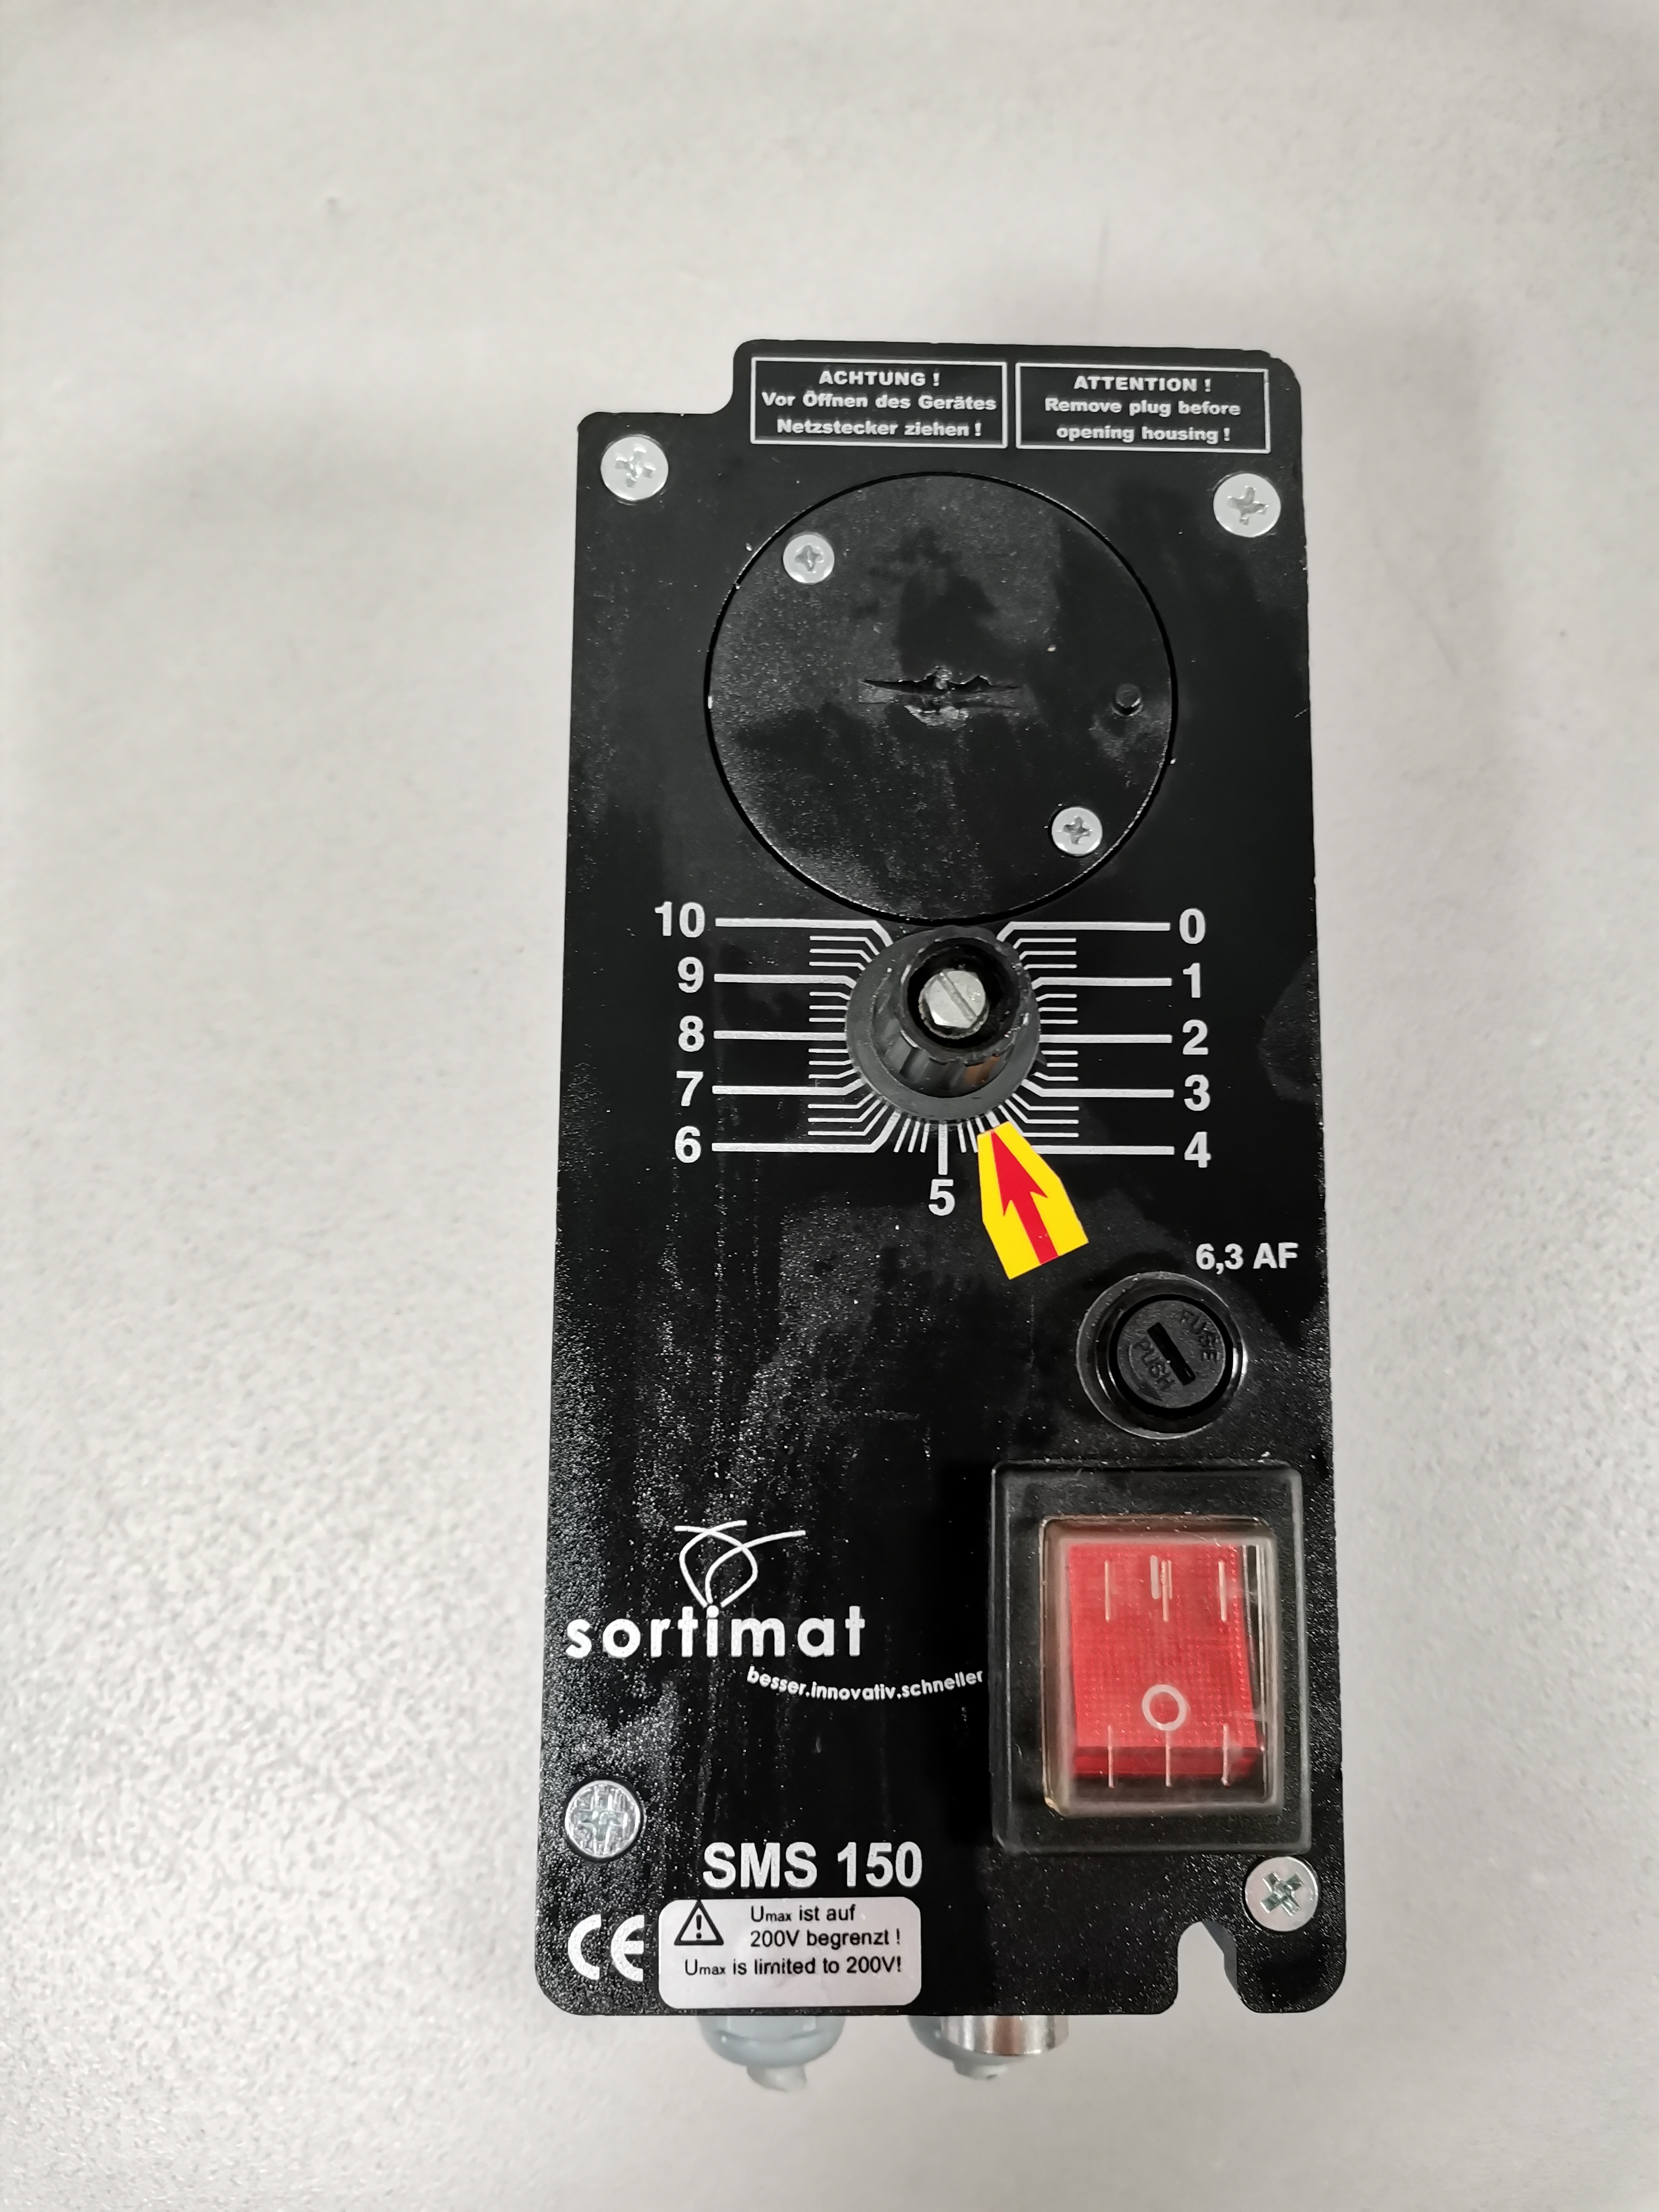 ACHTUNG !
Vor Öffnen des Gerätes
Netzstecker ziehen !
ATTENTION !
Remove plug before
opening housing !
10
9
8
7
6
5
0
1
2
3
4
6,3 AF
FUSE
PUSH
sortimat
besser.innovativ.schneller
SMS 150
CE
Umax ist auf
200V begrenzt !
Umax is limited to 200V!